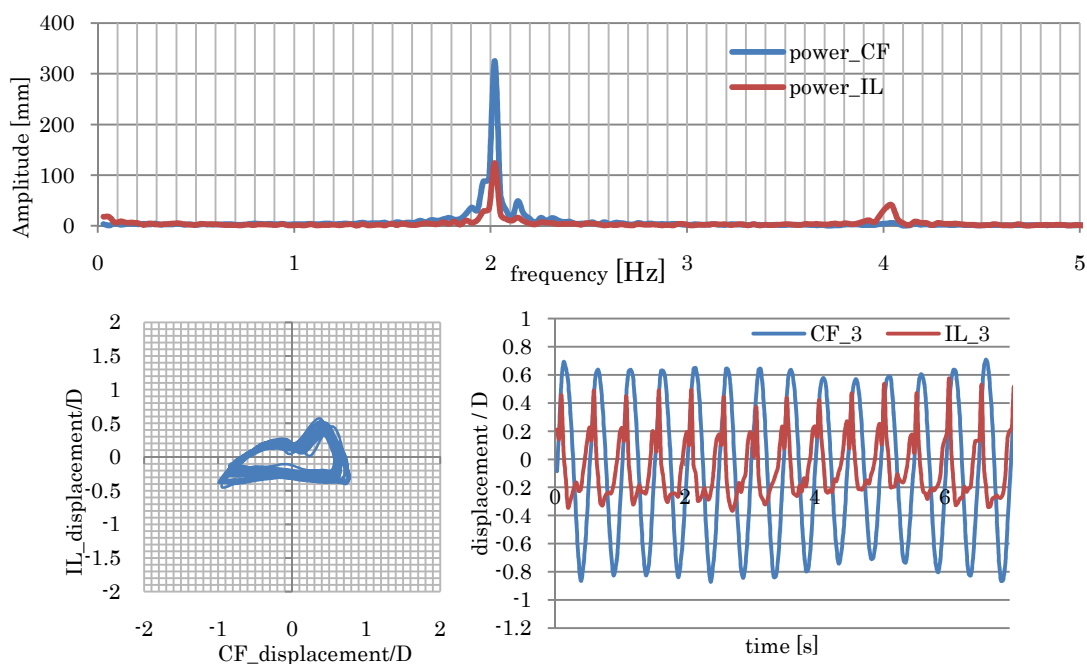 400
300
200
100
0
Amplitude [mm]
power_CF
power_IL
0 1 2 3 4 5
frequency [Hz]
2
1.5
1
0.5
0
-0.5
-1
-1.5
-2
IL_displacement/D
-2 -1 0 1 2
CF_displacement/D
1
0.8
0.6
0.4
0.2
0
-0.2
-0.4
-0.6
-0.8
-1
-1.2
displacement / D
CF_3 IL_3
0 2 4 6
time [s]